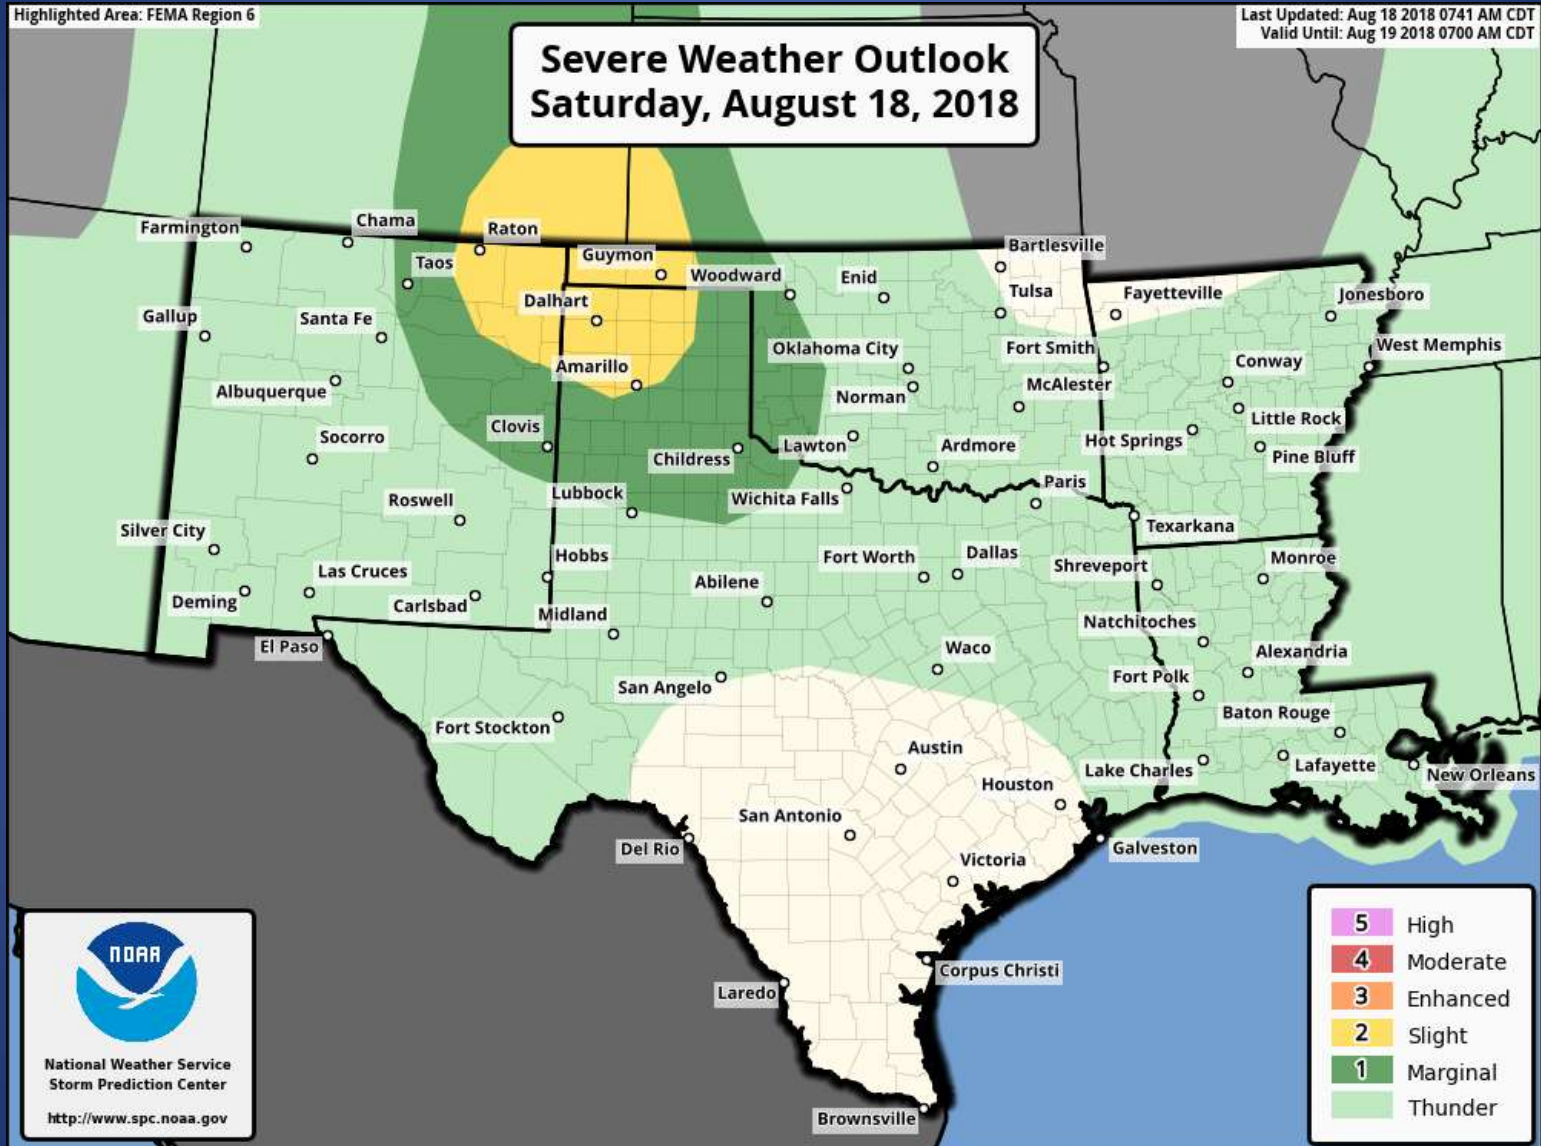 Highlighted Area: FEMA Region 6
Last Updated: Aug 18 2018 0741 AM CDT
Valid Until: Aug 19 2018 0700 AM CDT
Severe Weather Outlook
Saturday, August 18, 2018
Farmington
Chama
Raton
Taos
Guymon
Woodward
Enid
Bartlesville
Tulsa
Fayetteville
Jonesboro
Gallup
Santa Fe
Dalhart
Amarillo
Oklahoma City
Fort Smith
West Memphis
Conway
Albuquerque
Norman
McAlester
Little Rock
Socorro
Clovis
Childress
Lawton
Ardmore
Hot Springs
Pine Bluff
Roswell
Lubbock
Wichita Falls
Paris
Texarkana
Silver City
Hobbs
Fort Worth
Dallas
Shreveport
Monroe
Las Cruces
Deming
Carlsbad
Midland
Abilene
Natchitoches
El Paso
San Angelo
Waco
Alexandria
Fort Polk
Fort Stockton
Baton Rouge
Austin
Houston
Lake Charles
Lafayette
New Orleans
San Antonio
Del Rio
Victoria
Galveston
Corpus Christi
Laredo
Brownsville
NOAA
National Weather Service
Storm Prediction Center
http://www.spc.noaa.gov
5 High
4 Moderate
3 Enhanced
2 Slight
1 Marginal
Thunder